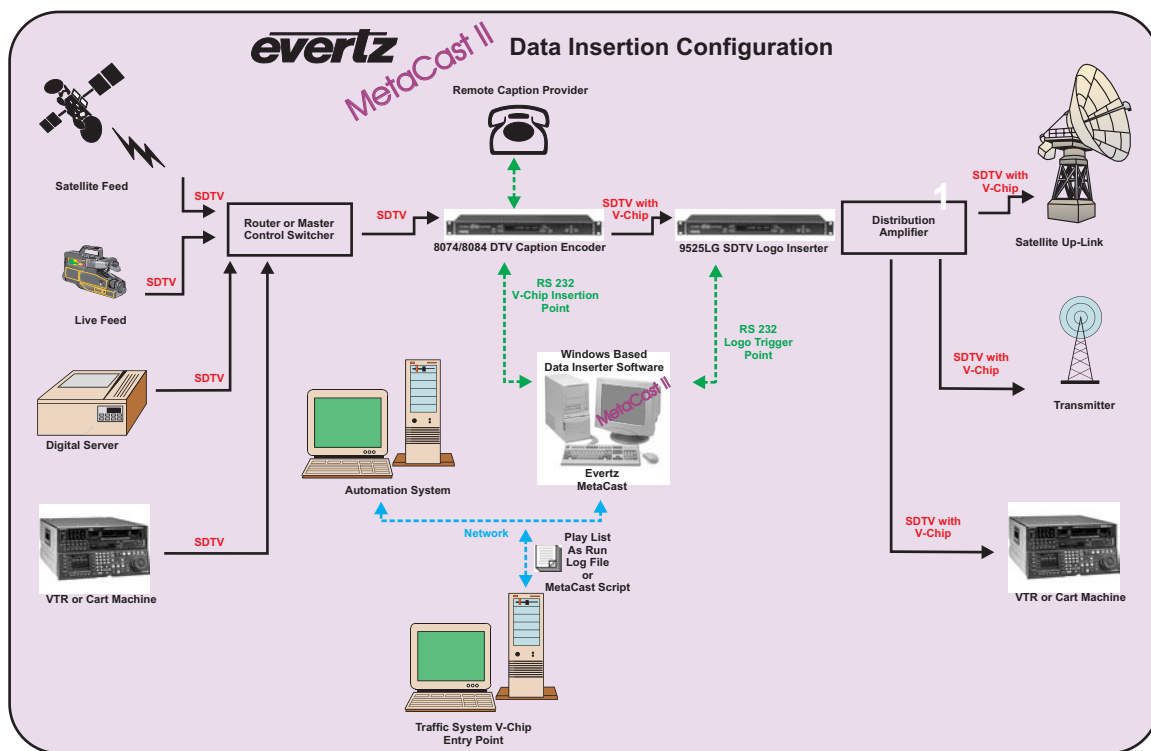 evertz
MetaCast II
Data Insertion Configuration
Remote Caption Provider
Satellite Feed
SDTV
Router or Master
Control Switcher
SDTV
8074/8084 DTV Caption Encoder
SDTV with
V-Chip
9525LG SDTV Logo Inserter
1
Distribution
Amplifier
SDTV with
V-Chip
Satellite Up-Link
SDTV
Live Feed
RS 232
V-Chip Insertion
Point
RS 232
Logo Trigger
Point
SDTV
Digital Server
Windows Based
Data Inserter Software
MetaCast II
Evertz
MetaCast
SDTV with
V-Chip
Transmitter
Automation System
Network
Play List
As Run
Log File
or
MetaCast Script
SDTV
VTR or Cart Machine
SDTV with
V-Chip
VTR or Cart Machine
Traffic System V-Chip
Entry Point